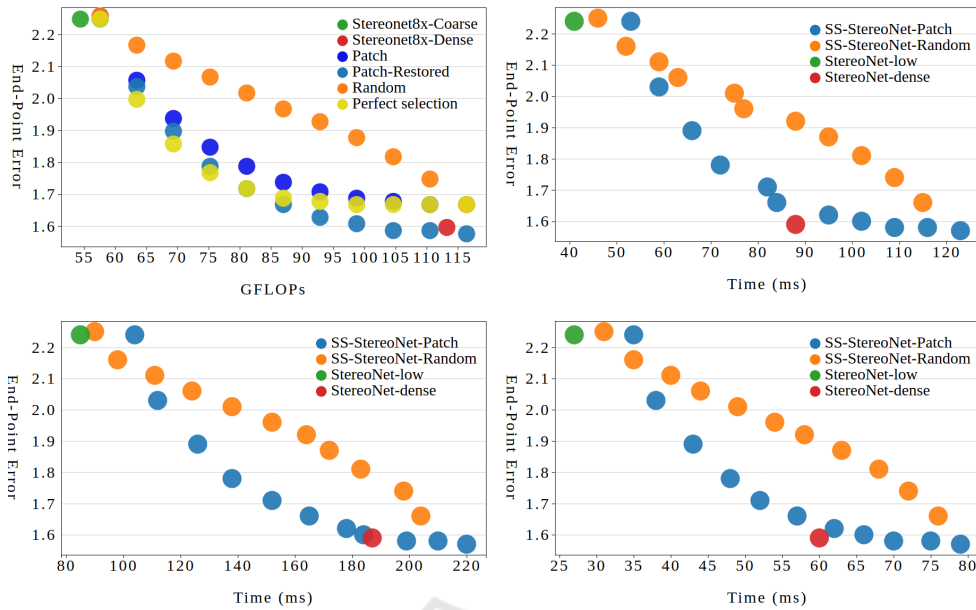 2.2
2.1
2.0
1.9
1.8
1.7
1.6
End-Point Error
Stereonet8x-Coarse
Stereonet8x-Dense
Patch
Patch-Restored
Random
Perfect selection
55 60 65 70 75 80 85 90 95 100 105 110 115
GFLOPs
2.2
2.1
2.0
1.9
1.8
1.7
1.6
End-Point Error
SS-StereoNet-Patch
SS-StereoNet-Random
StereoNet-low
StereoNet-dense
40 50 60 70 80 90 100 110 120
Time (ms)
2.2
2.1
2.0
1.9
1.8
1.7
1.6
End-Point Error
SS-StereoNet-Patch
SS-StereoNet-Random
StereoNet-low
StereoNet-dense
80 100 120 140 160 180 200 220
Time (ms)
2.2
2.1
2.0
1.9
1.8
1.7
1.6
End-Point Error
SS-StereoNet-Patch
SS-StereoNet-Random
StereoNet-low
StereoNet-dense
25 30 35 40 45 50 55 60 65 70 75 80
Time (ms)